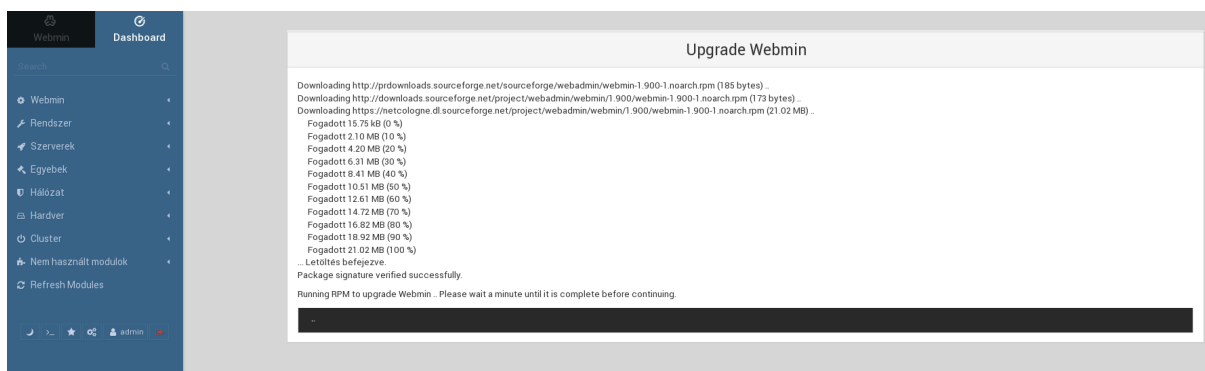 Webmin
Dashboard
Search
Webmin
Rendszer
Szerverek
Egyebek
Hálózat
Hardver
Cluster
Nem használt modulok
Refresh Modules
admin
Upgrade Webmin
Downloading http://prdownloads.sourceforge.net/sourceforge/webadmin/webmin-1.900-1.noarch.rpm (185 bytes) ..
Downloading http://downloads.sourceforge.net/project/webadmin/webmin/1.900/webmin-1.900-1.noarch.rpm (173 bytes) ..
Downloading https://netcologne.dl.sourceforge.net/project/webadmin/webmin/1.900/webmin-1.900-1.noarch.rpm (21.02 MB) ..
Fogadott 15.75 kB (0 %)
Fogadott 2.10 MB (10 %)
Fogadott 4.20 MB (20 %)
Fogadott 6.31 MB (30 %)
Fogadott 8.41 MB (40 %)
Fogadott 10.51 MB (50 %)
Fogadott 12.61 MB (60 %)
Fogadott 14.72 MB (70 %)
Fogadott 16.82 MB (80 %)
Fogadott 18.92 MB (90 %)
Fogadott 21.02 MB (100 %)
... Letöltés befejezve.
Package signature verified successfully.
Running RPM to upgrade Webmin .. Please wait a minute until it is complete before continuing.
..